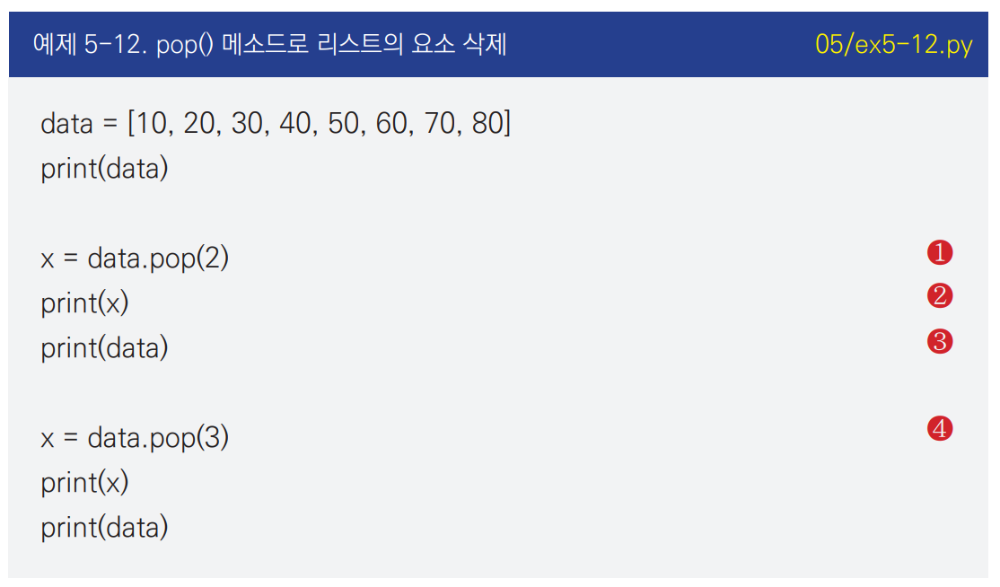 예제 5-12. pop() 메소드로 리스트의 요소 삭제 05/ex5-12.py
data = [10, 20, 30, 40, 50, 60, 70, 80]
print(data)
x = data.pop(2) ❶
print(x) ❷
print(data) ❸
x = data.pop(3) ❹
print(x)
print(data)